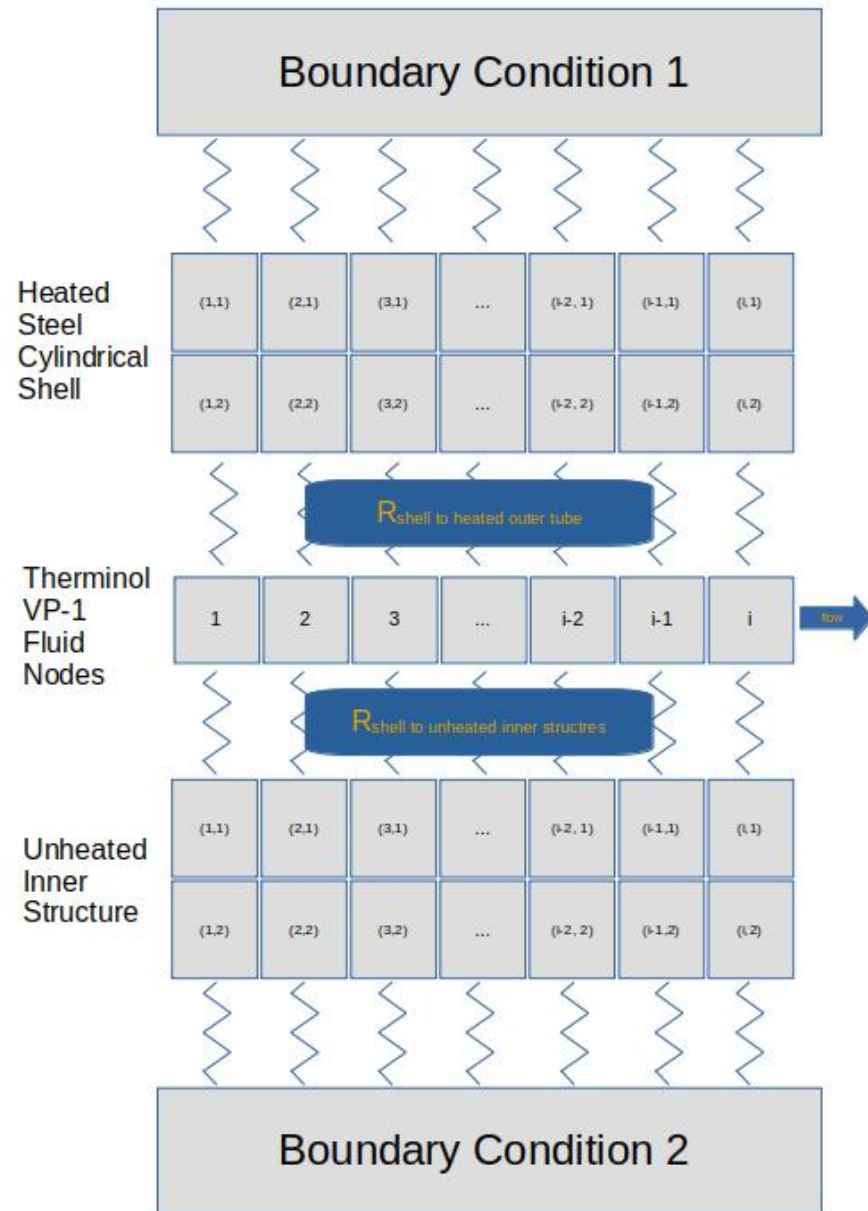 Boundary Condition 1
Heated
Steel
Cylindrical
Shell
(1,1) (2,1) (3,1) ... (i-2, 1) (i-1,1) (i,1)
(1,2) (2,2) (3,2) ... (i-2, 2) (i-1,2) (i,2)
Rshell to heated outer tube
Therminol
VP-1
Fluid
Nodes
1 2 3 ... i-2 i-1 i
flow
Rshell to unheated inner structres
Unheated
Inner
Structure
(1,1) (2,1) (3,1) ... (i-2, 1) (i-1,1) (i,1)
(1,2) (2,2) (3,2) ... (i-2, 2) (i-1,2) (i,2)
Boundary Condition 2